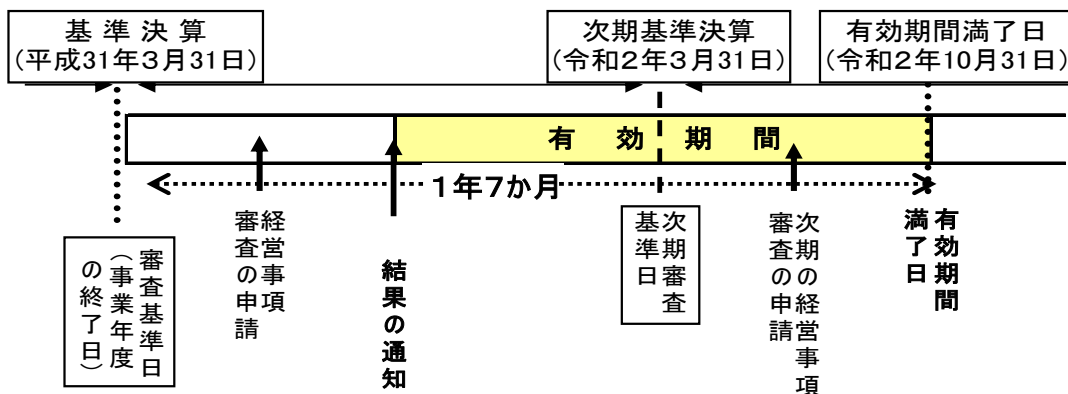 基準決算
(平成31年3月31日)
次期基準決算
(令和2年3月31日)
有効期間満了日
(令和2年10月31日)
有効期間
1年7か月
審査基準日
(事業年度
の終了日)
経営事項
審査の申請
結果の通知
次期審査
基準日
次期の経営事項
審査の申請
有効期間
満了日